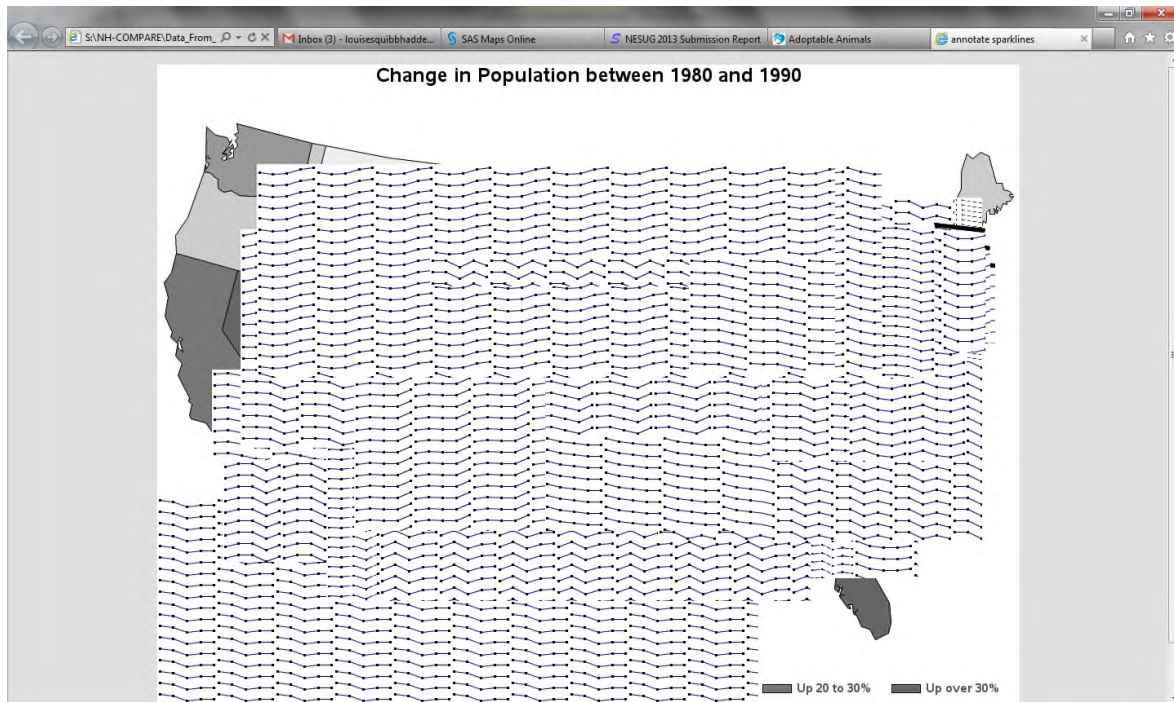 S:\NH-COMPARE\Data_From_
Inbox (3) - louisesquibbhadde...
SAS Maps Online
NESUG 2013 Submission Report
Adoptable Animals
annotate sparklines
Change in Population between 1980 and 1990
Up 20 to 30%
Up over 30%